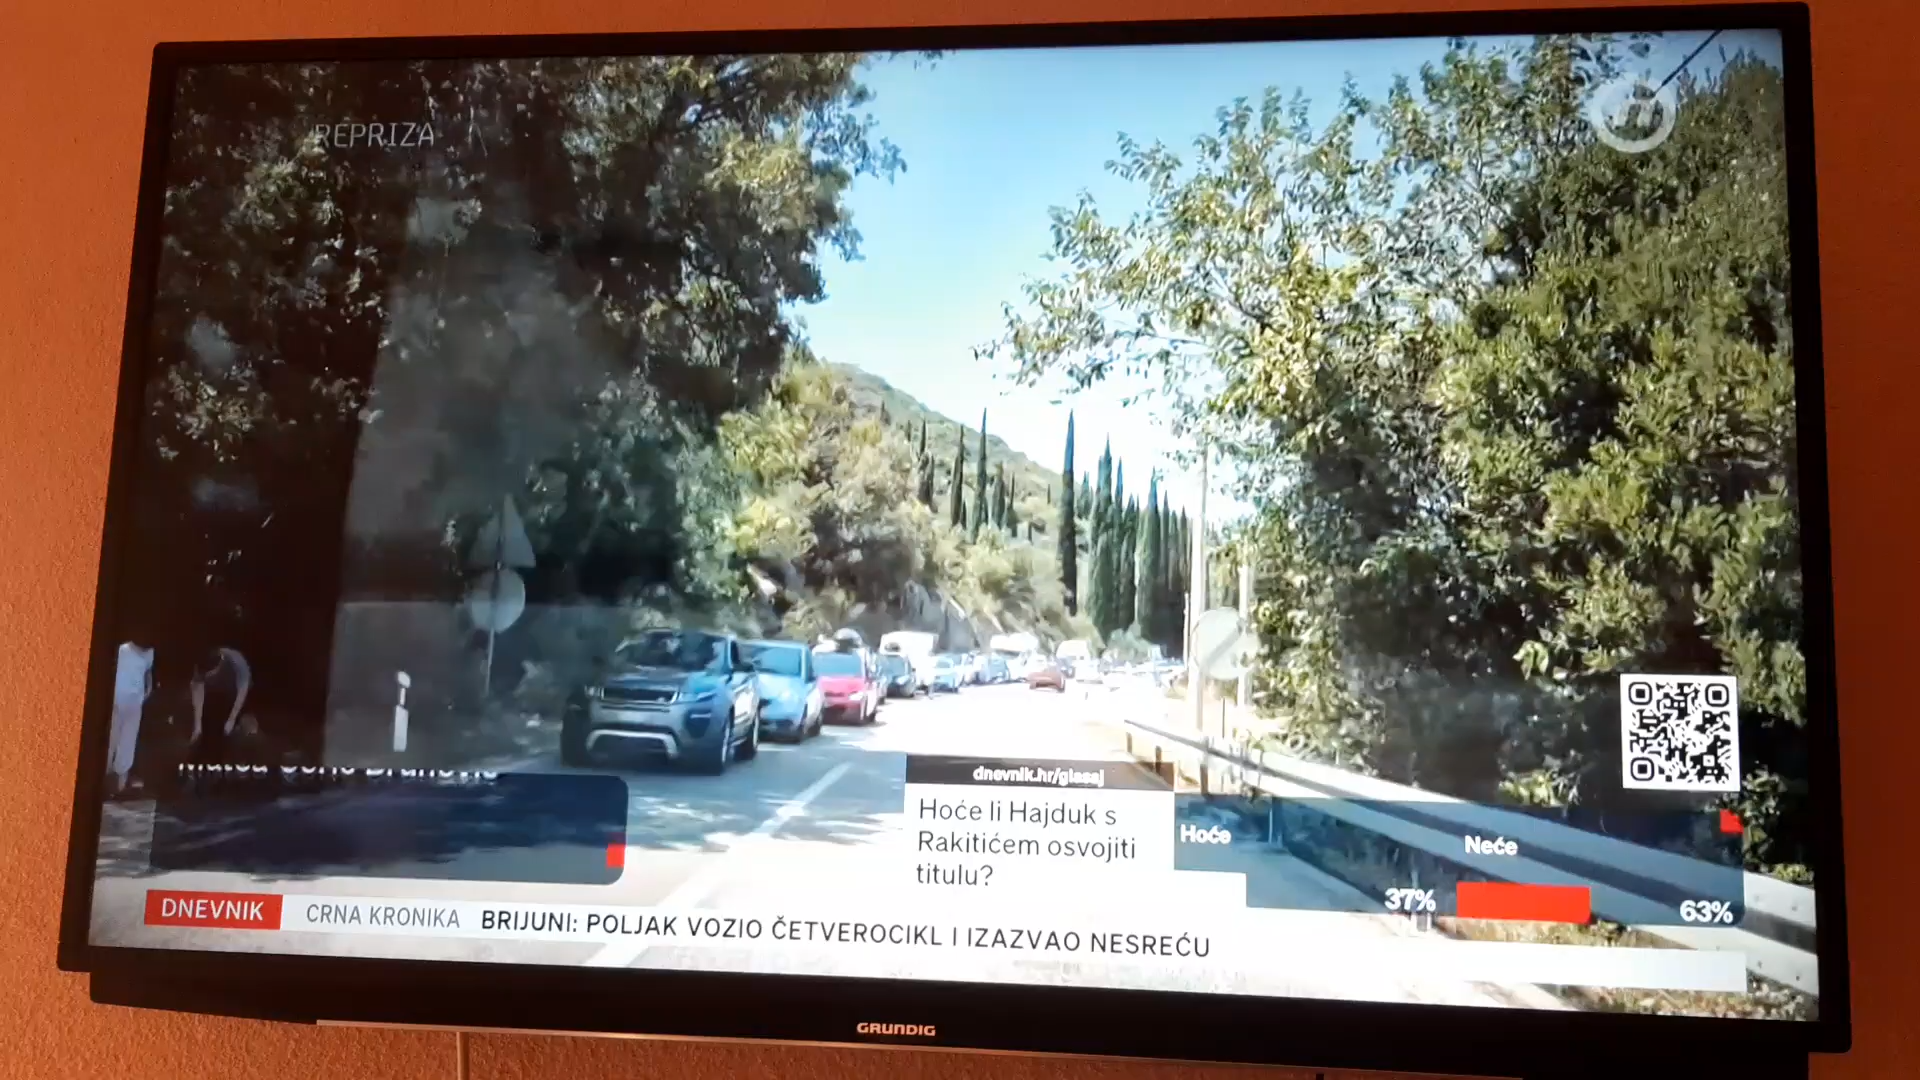 REPRIZA
dnevnik.hr/glasaj
Hoće li Hajduk s
Rakitićem osvojiti
titulu?
Hoće
37%
Neće
63%
DNEVNIK
CRNA KRONIKA
BRIJUNI: POLJAK VOZIO ČETVEROCIKL I IZAZVAO NESREĆU
GRUNDIG